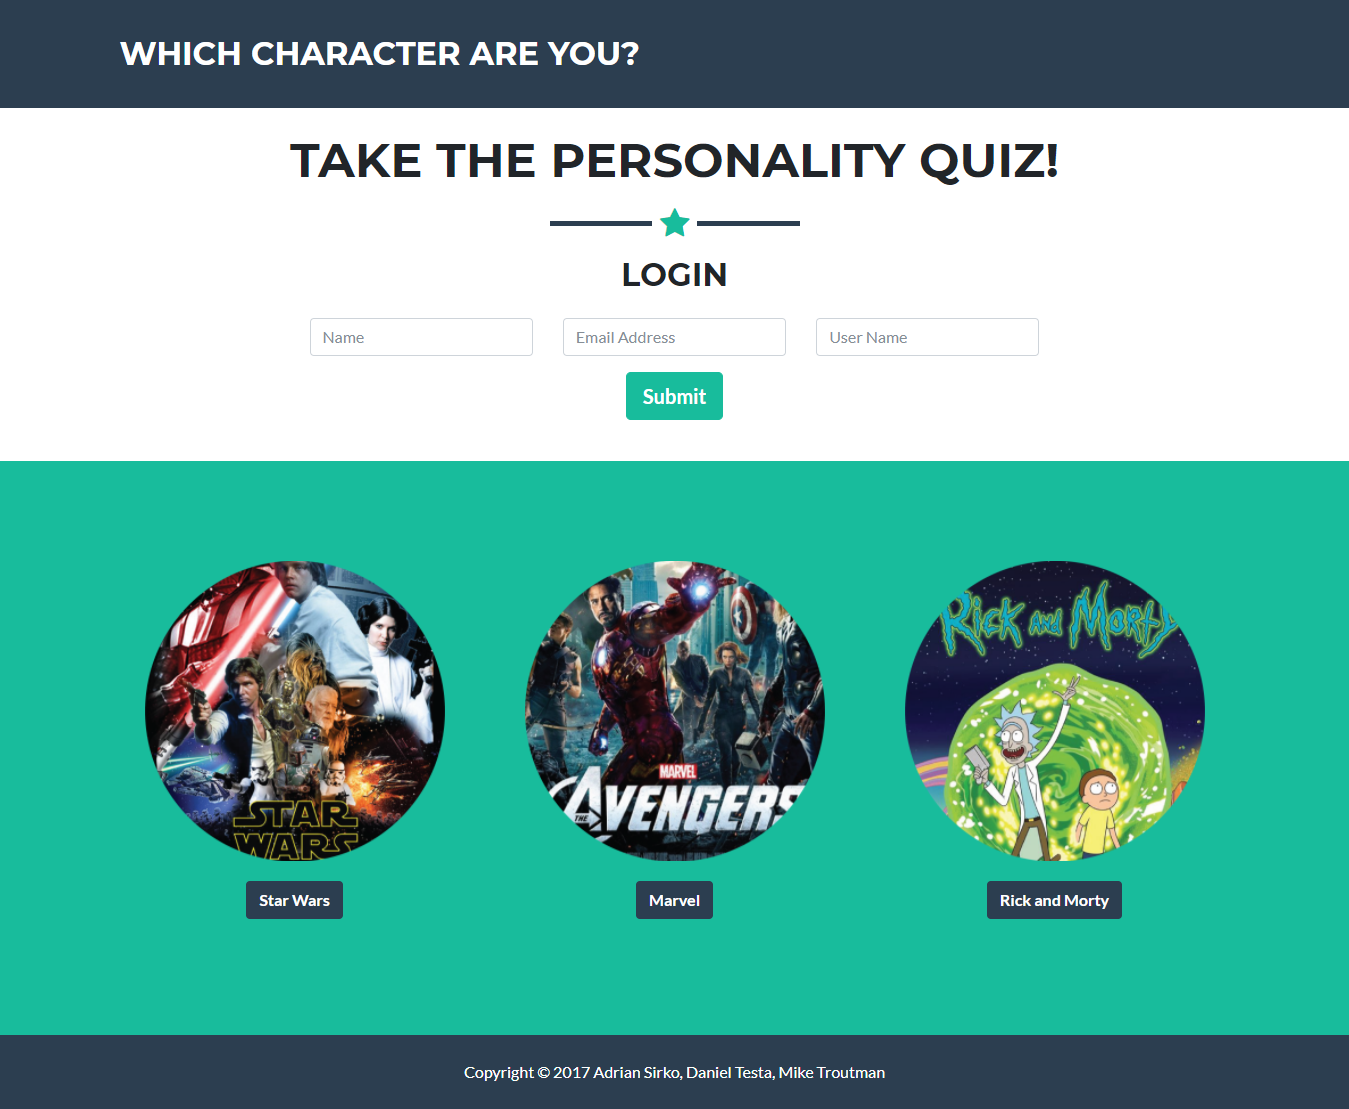 WHICH CHARACTER ARE YOU?
TAKE THE PERSONALITY QUIZ!
LOGIN
Name
Email Address
User Name
Submit
STAR
WARS
MARVEL
THE AVENGERS
Rick and Morty
Star Wars
Marvel
Rick and Morty
Copyright © 2017 Adrian Sirko, Daniel Testa, Mike Troutman